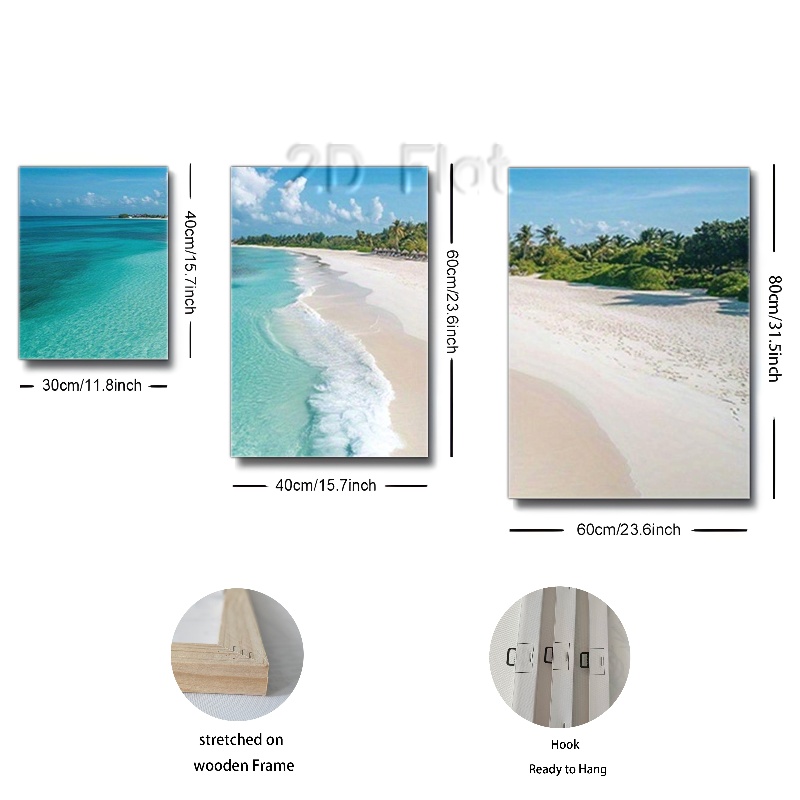 2D Flat
40cm/15.7inch
60cm/23.6inch
80cm/31.5inch
30cm/11.8inch
40cm/15.7inch
60cm/23.6inch
stretched on
wooden Frame
Hook
Ready to Hang